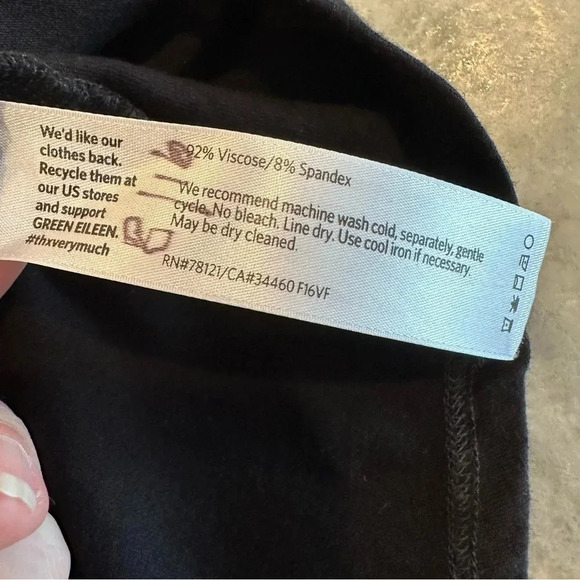 We'd like our
clothes back.
Recycle them at
our US stores
and support
GREEN EILEEN.
#thxverymuch
92% Viscose/8% Spandex
We recommend machine wash cold, separately, gentle
cycle. No bleach. Line dry. Use cool iron if necessary.
May be dry cleaned.
RN#78121/CA#34460 F16VF